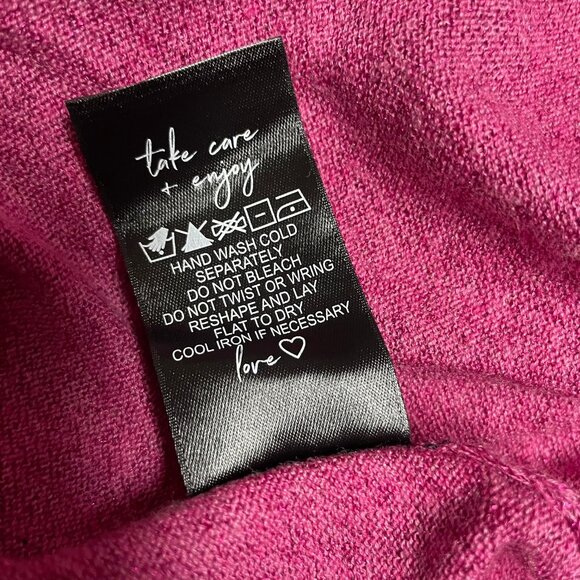 take care
+ enjoy
HAND WASH COLD
SEPARATELY
DO NOT BLEACH
DO NOT TWIST OR WRING
RESHAPE AND LAY
FLAT TO DRY
COOL IRON IF NECESSARY
love♡